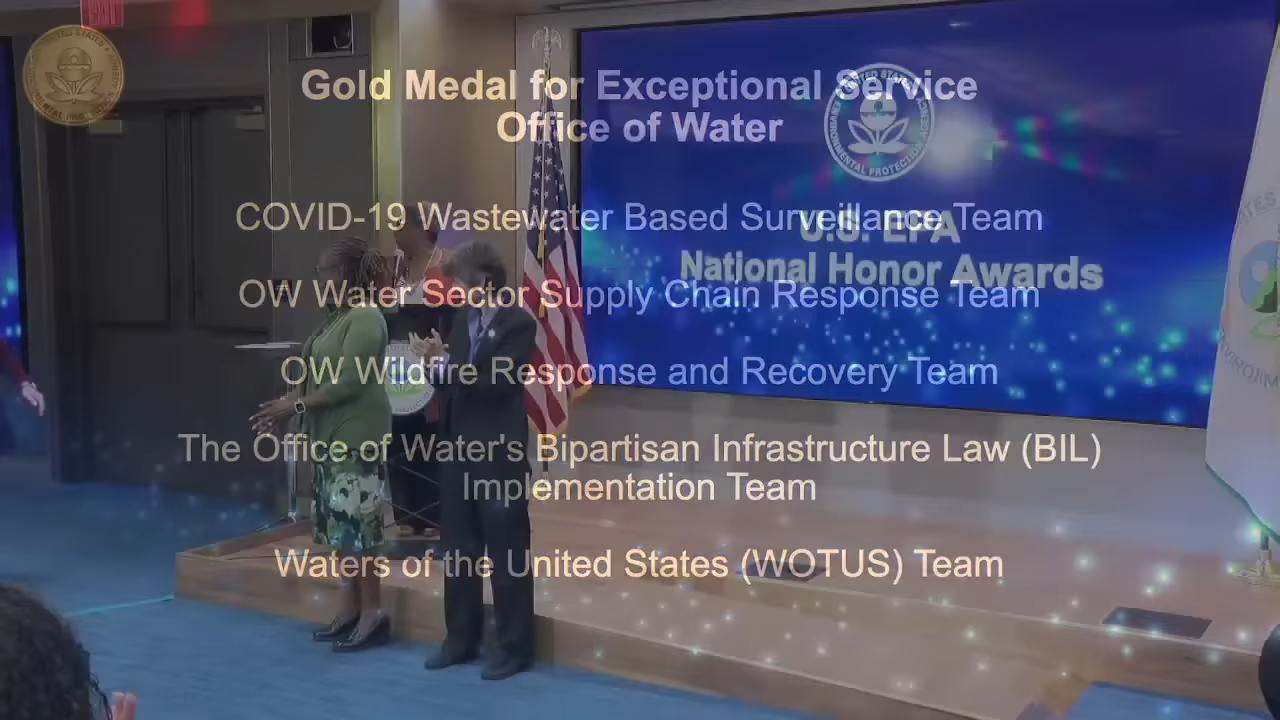 EXIT
Gold Medal for Exceptional Service
Office of Water
COVID-19 Wastewater Based Surveillance Team
OW Water Sector Supply Chain Response Team
OW Wildfire Response and Recovery Team
The Office of Water's Bipartisan Infrastructure Law (BIL)
Implementation Team
Waters of the United States (WOTUS) Team
U.S. EPA
National Honor Awards